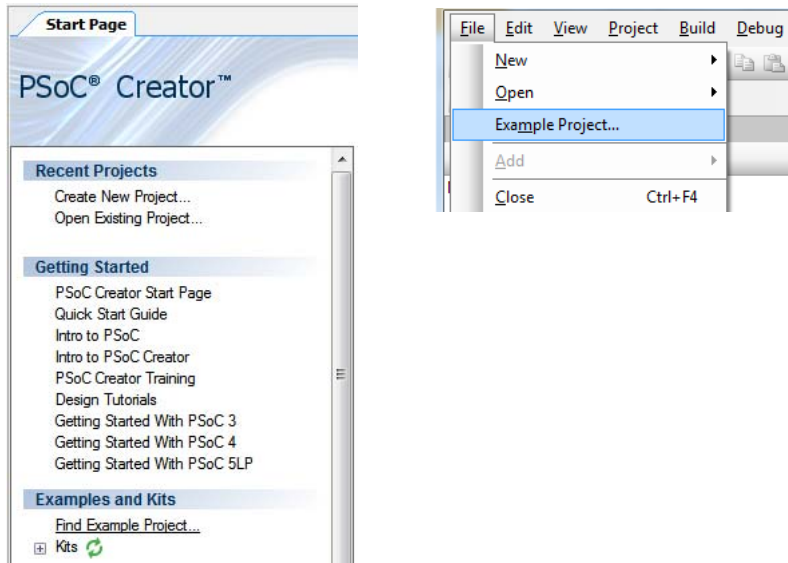 Start Page
PSoC® Creator™
Recent Projects
Create New Project...
Open Existing Project...
Getting Started
PSoC Creator Start Page
Quick Start Guide
Intro to PSoC
Intro to PSoC Creator
PSoC Creator Training
Design Tutorials
Getting Started With PSoC 3
Getting Started With PSoC 4
Getting Started With PSoC 5LP
Examples and Kits
Find Example Project...
Kits
File Edit View Project Build Debug
New
Open
Example Project...
Add
Close Ctrl+F4